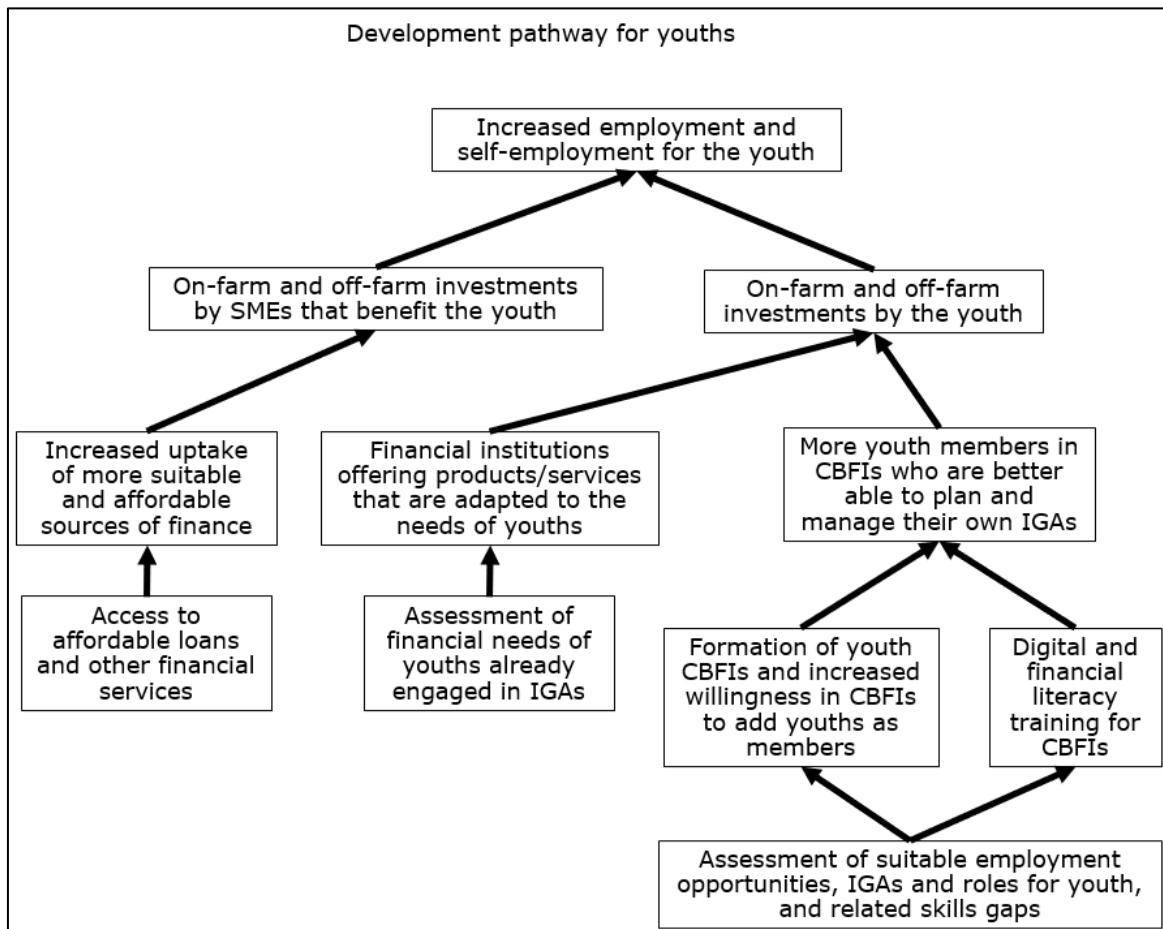 Development pathway for youths
Increased employment and
self-employment for the youth
On-farm and off-farm investments
by SMEs that benefit the youth
On-farm and off-farm
investments by the youth
Increased uptake
of more suitable
and affordable
sources of finance
Financial institutions
offering products/services
that are adapted to the
needs of youths
More youth members in
CBFIs who are better
able to plan and
manage their own IGAs
Access to
affordable loans
and other financial
services
Assessment of
financial needs of
youths already
engaged in IGAs
Formation of youth
CBFIs and increased
willingness in CBFIs
to add youths as
members
Digital and
financial
literacy
training for
CBFIs
Assessment of suitable employment
opportunities, IGAs and roles for youth,
and related skills gaps